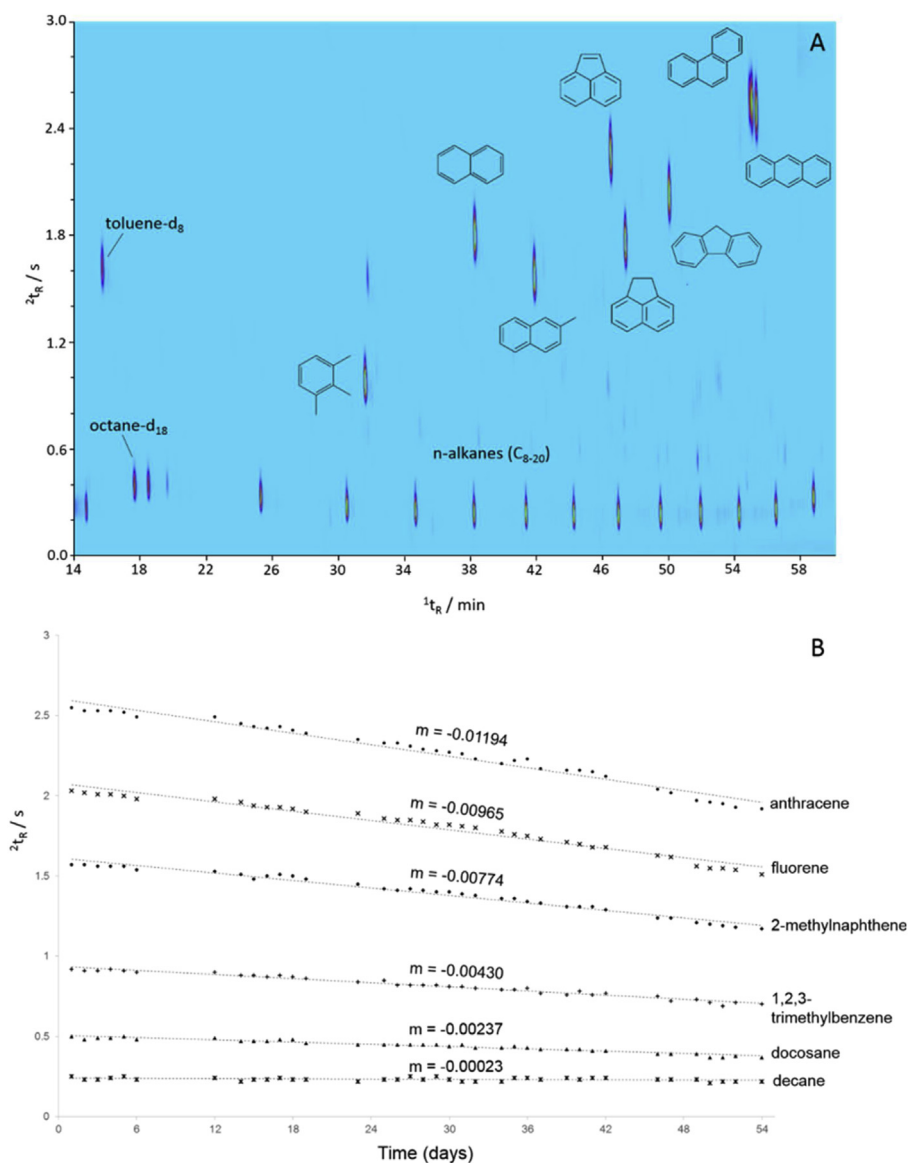 A
3.0
2.4
1.8
1.2
0.6
0.0
²tR / s
toluene-d8
octane-d18
n-alkanes (C8-20)
14 18 22 26 31 34 38 42 46 50 55 60
¹tR / min
B
3
2.5
2
1.5
1
0.5
0
²tR / s
m = -0.01194
anthracene
m = -0.00965
fluorene
m = -0.00774
2-methylnaphthene
m = -0.00430
1,2,3-
trimethylbenzene
m = -0.00237
docosane
m = -0.00023
decane
0 6 12 18 24 30 36 42 48 54
Time (days)